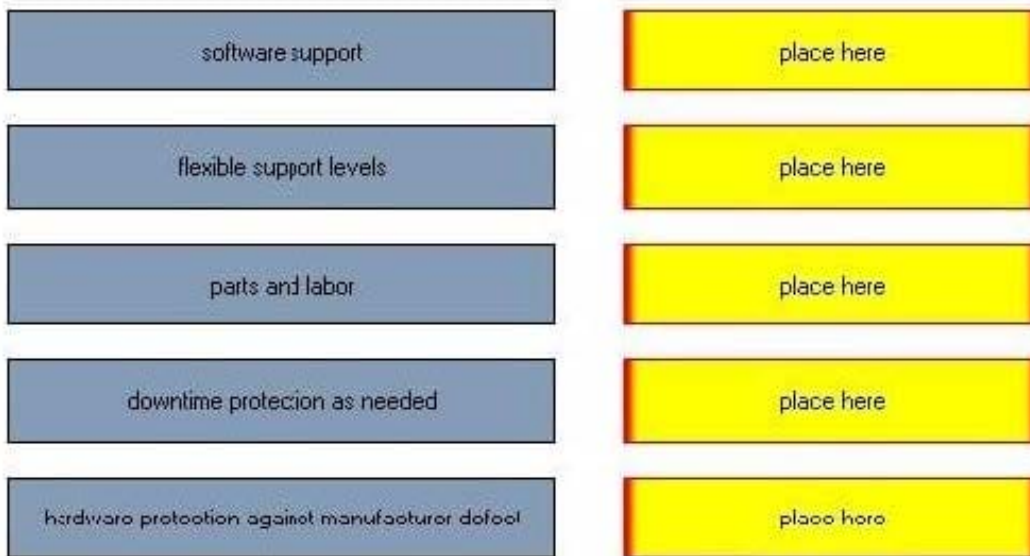 software support
place here
flexible support levels
place here
parts and labor
place here
downtime protection as needed
place here
hardware protection against manufacturer defect
place here